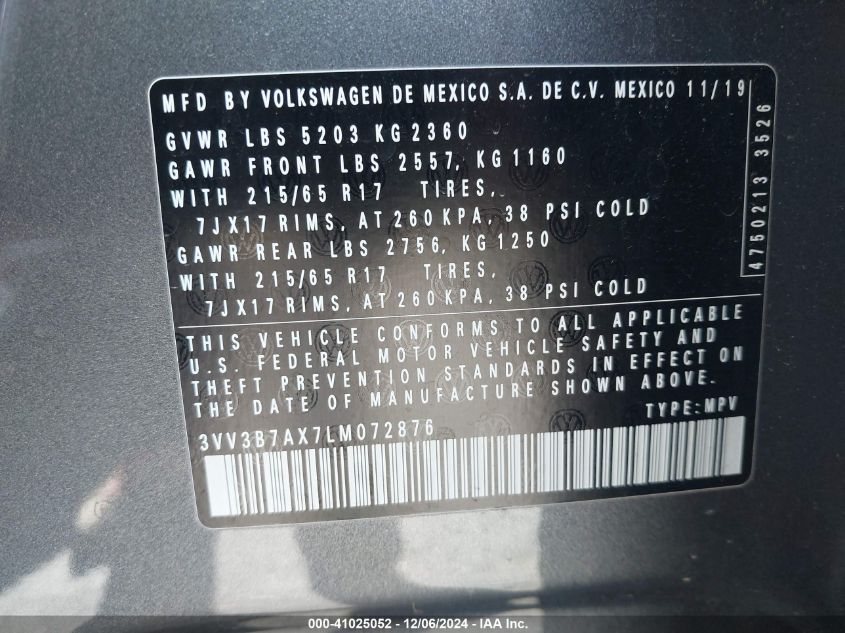 MFD BY VOLKSWAGEN DE MEXICO S.A. DE C.V. MEXICO 11/19
GVWR LBS 5203 KG 2360
GAWR FRONT LBS 2557, KG 1160
WITH 215/65 R17 TIRES,
7JX17 RIMS, AT 260 KPA, 38 PSI COLD
GAWR REAR LBS 2756, KG 1250
WITH 215/65 R17 TIRES,
7JX17 RIMS, AT 260 KPA, 38 PSI COLD
4750213 3526
THIS VEHICLE CONFORMS TO ALL APPLICABLE
U.S. FEDERAL MOTOR VEHICLE SAFETY AND
THEFT PREVENTION STANDARDS IN EFFECT ON
THE DATE OF MANUFACTURE SHOWN ABOVE.
3VV3B7AX7LM072876 TYPE:MPV
000-41025052 - 12/06/2024 - IAA Inc.